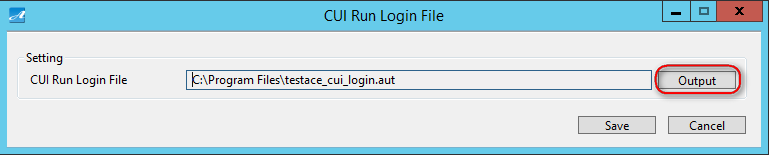 CUI Run Login File
Setting
CUI Run Login File C:\Program Files\testace_cui_login.aut Output
Save Cancel